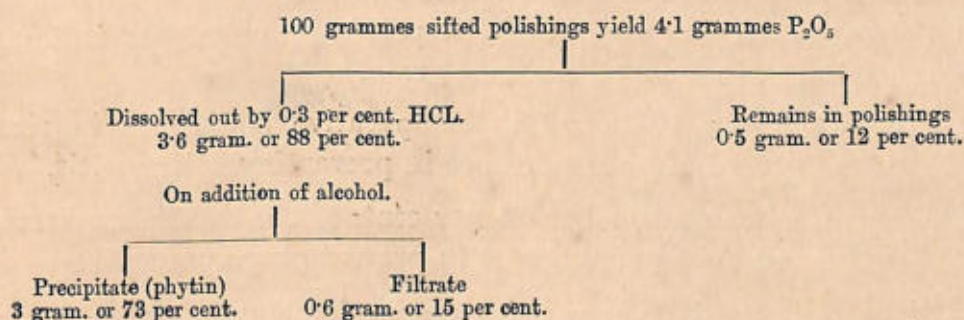 100 grammes sifted polishings yield 4·1 grammes P₂O₅
Dissolved out by 0·3 per cent. HCL.
3·6 gram. or 88 per cent.
Remains in polishings
0·5 gram. or 12 per cent.
On addition of alcohol.
Precipitate (phytin)
3 gram. or 73 per cent.
Filtrate
0·6 gram. or 15 per cent.